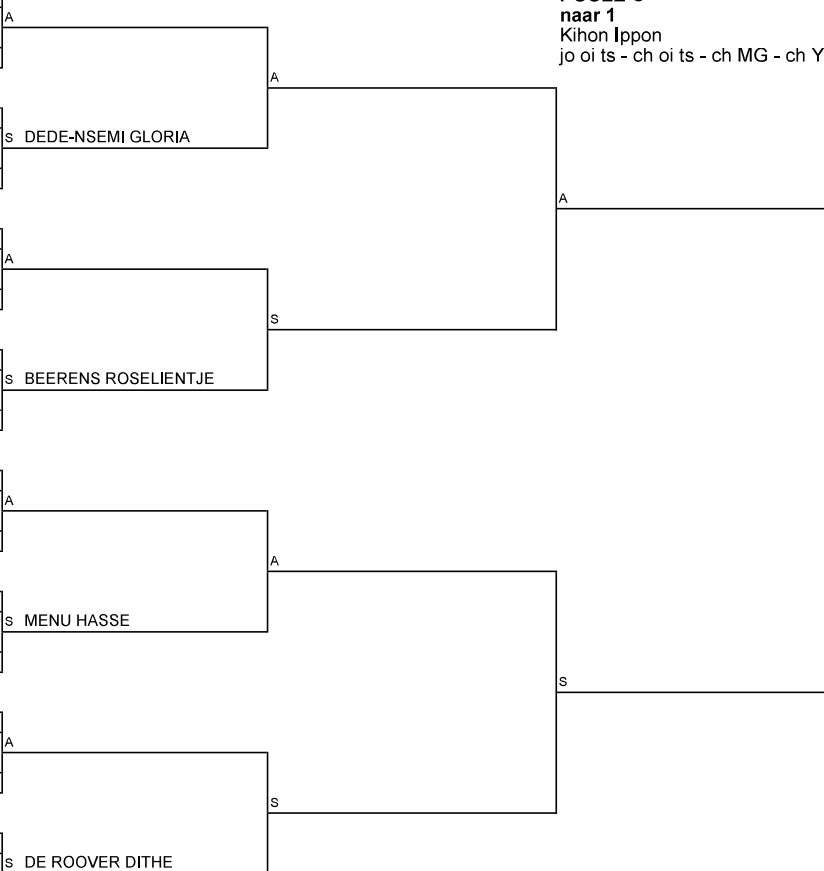 naar 1
Kihon Ippon
jo oi ts - ch oi ts - ch MG - ch Y
A
A
S DEDE-NSEMI GLORIA
A
A
S
S BEERENS ROSELIENTJE
A
A
S MENU HASSE
S
A
S
S DE ROOVER DITHE